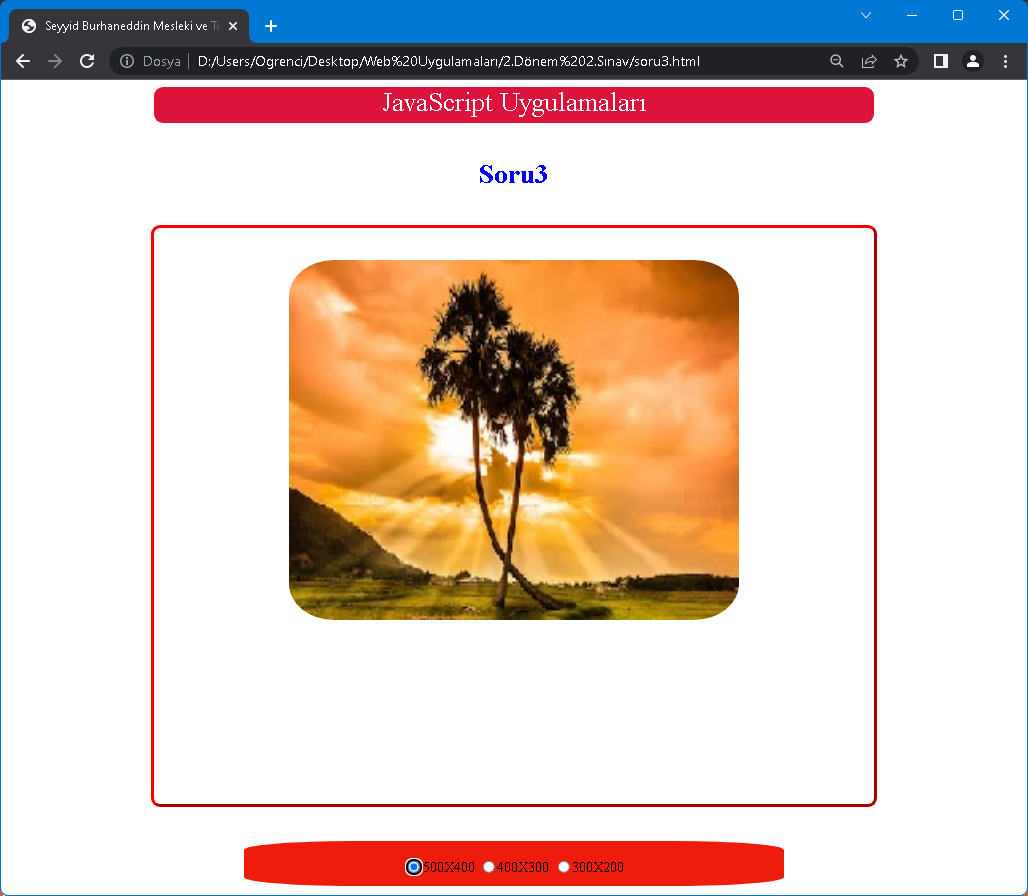 Seyyid Burhaneddin Mesleki ve Te
Dosya D:/Users/Ogrenci/Desktop/Web%20Uygulamaları/2.Dönem%202.Sınav/soru3.html
JavaScript Uygulamaları
Soru3
500X400 400X300 300X200